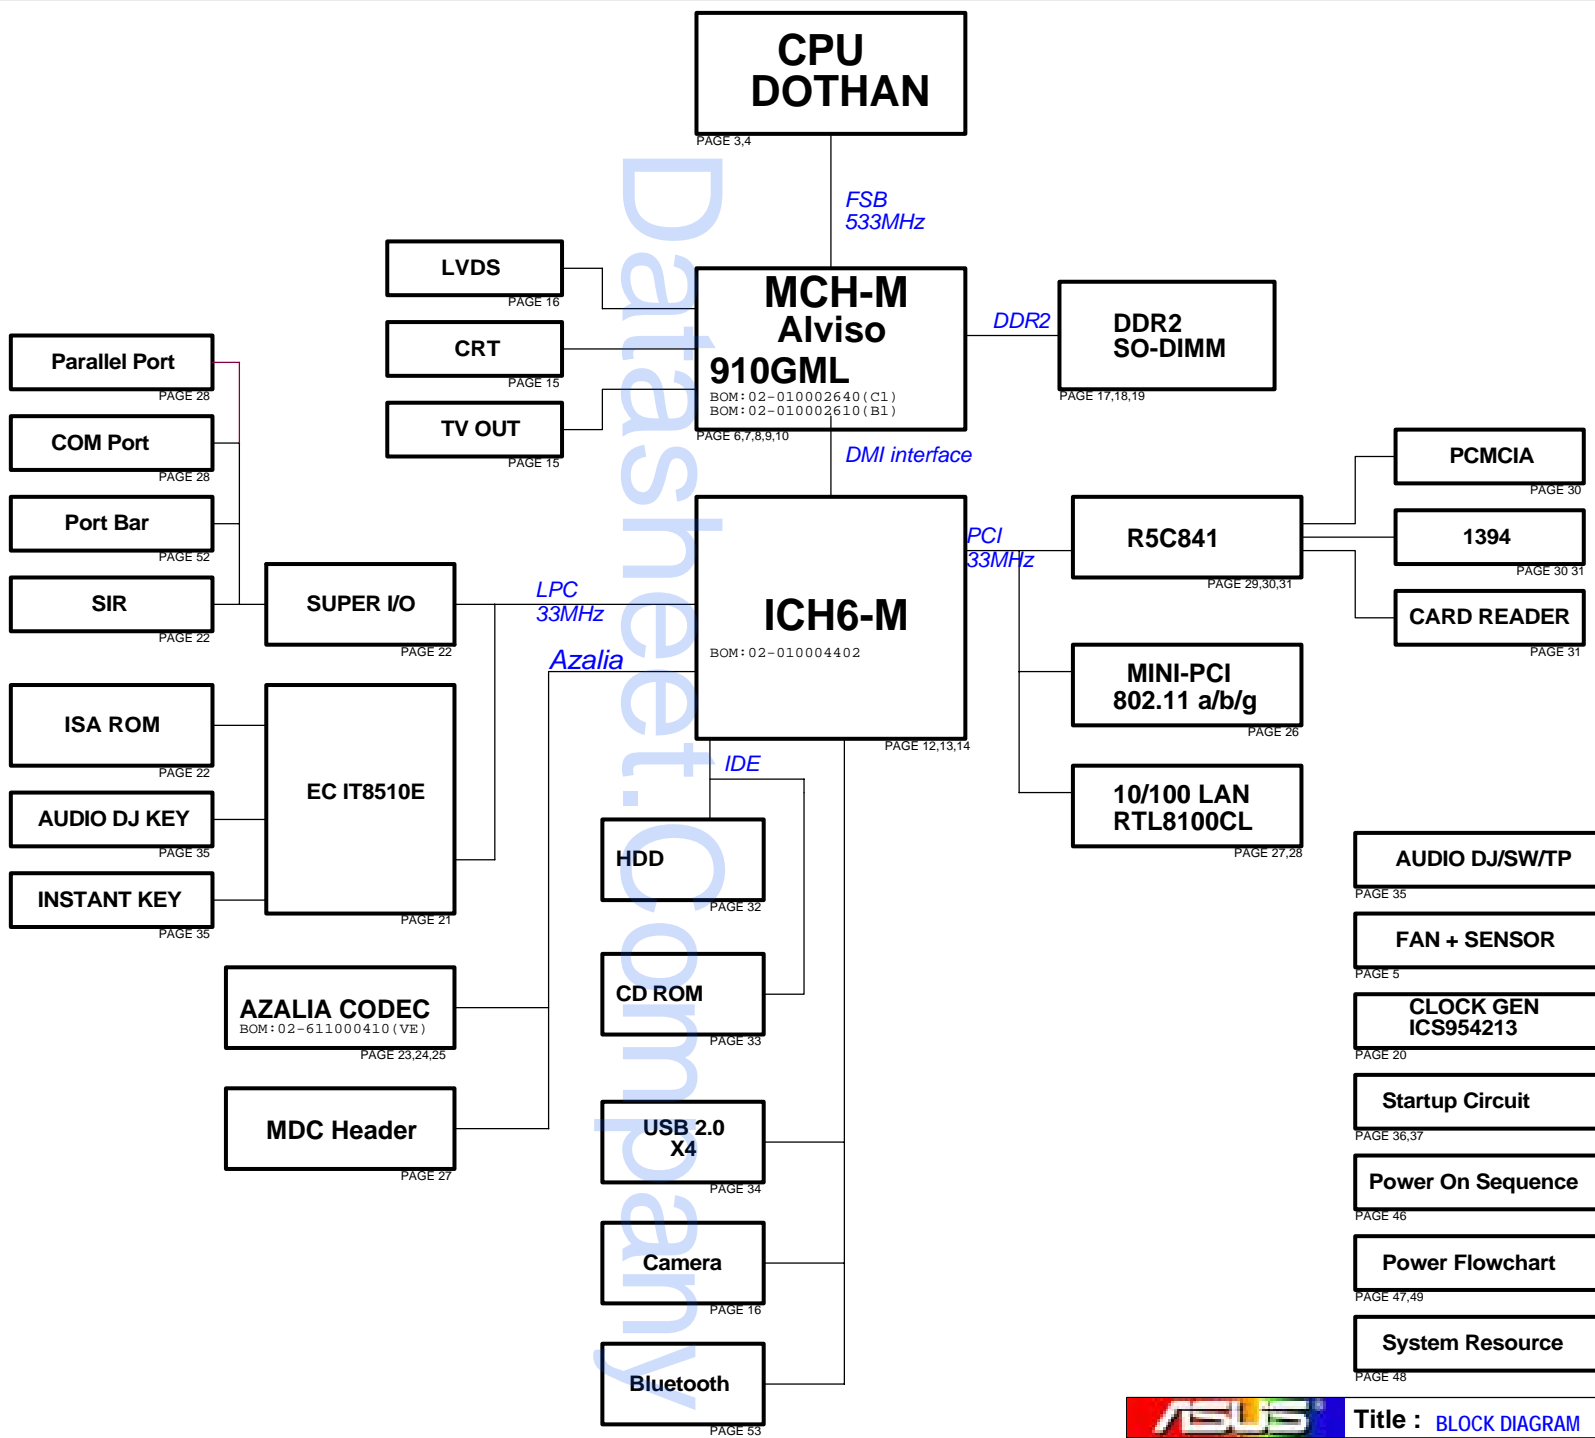 CPU
DOTHAN
PAGE 3,4
FSB
533MHz
LVDS
PAGE 16
CRT
PAGE 15
TV OUT
PAGE 15
MCH-M
Alviso
910GML
BOM:02-010002640(C1)
BOM:02-010002610(B1)
PAGE 6,7,8,9,10
DDR2
DDR2
SO-DIMM
PAGE 17,18,19
DMI interface
Parallel Port
PAGE 28
COM Port
PAGE 28
Port Bar
PAGE 52
SIR
PAGE 22
SUPER I/O
PAGE 22
LPC
33MHz
Azalia
ICH6-M
BOM:02-010004402
PAGE 12,13,14
PCI
33MHz
R5C841
PAGE 29,30,31
PCMCIA
PAGE 30
1394
PAGE 30 31
CARD READER
PAGE 31
MINI-PCI
802.11 a/b/g
PAGE 26
10/100 LAN
RTL8100CL
PAGE 27,28
ISA ROM
PAGE 22
AUDIO DJ KEY
PAGE 35
INSTANT KEY
PAGE 35
EC IT8510E
PAGE 21
IDE
HDD
PAGE 32
CD ROM
PAGE 33
AZALIA CODEC
BOM:02-611000410(VE)
PAGE 23,24,25
MDC Header
PAGE 27
USB 2.0
X4
PAGE 34
Camera
PAGE 16
Bluetooth
PAGE 53
AUDIO DJ/SW/TP
PAGE 35
FAN + SENSOR
PAGE 5
CLOCK GEN
ICS954213
PAGE 20
Startup Circuit
PAGE 36,37
Power On Sequence
PAGE 46
Power Flowchart
PAGE 47,49
System Resource
PAGE 48
ASUS®
Title : BLOCK DIAGRAM
Datasheet.Company